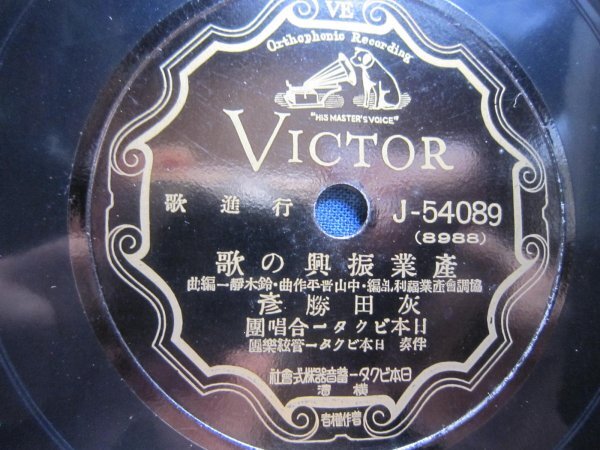 VE
Orthophonic Recording
"HIS MASTER'S VOICE"
VICTOR
行進歌
J-54089
(8988)
產業振興の歌
協調會產業福利部編・中山晋平作曲・鈴木靜一編曲
灰田勝彦
日本ビクター合唱團
伴奏 日本ビクター管絃樂團
日本ビクター蓄音器株式會社
横濱
著作權者